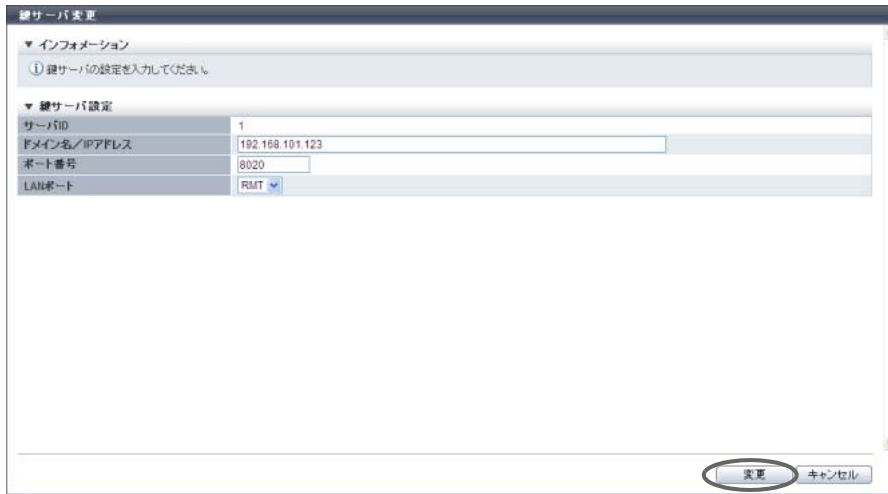 鍵サーバ変更
▼ インフォメーション
鍵サーバの設定を入力してください。
▼ 鍵サーバ設定
サーバID 1
ドメイン名/IPアドレス 192.168.101.123
ポート番号 8020
LANポート RMT
変更 キャンセル